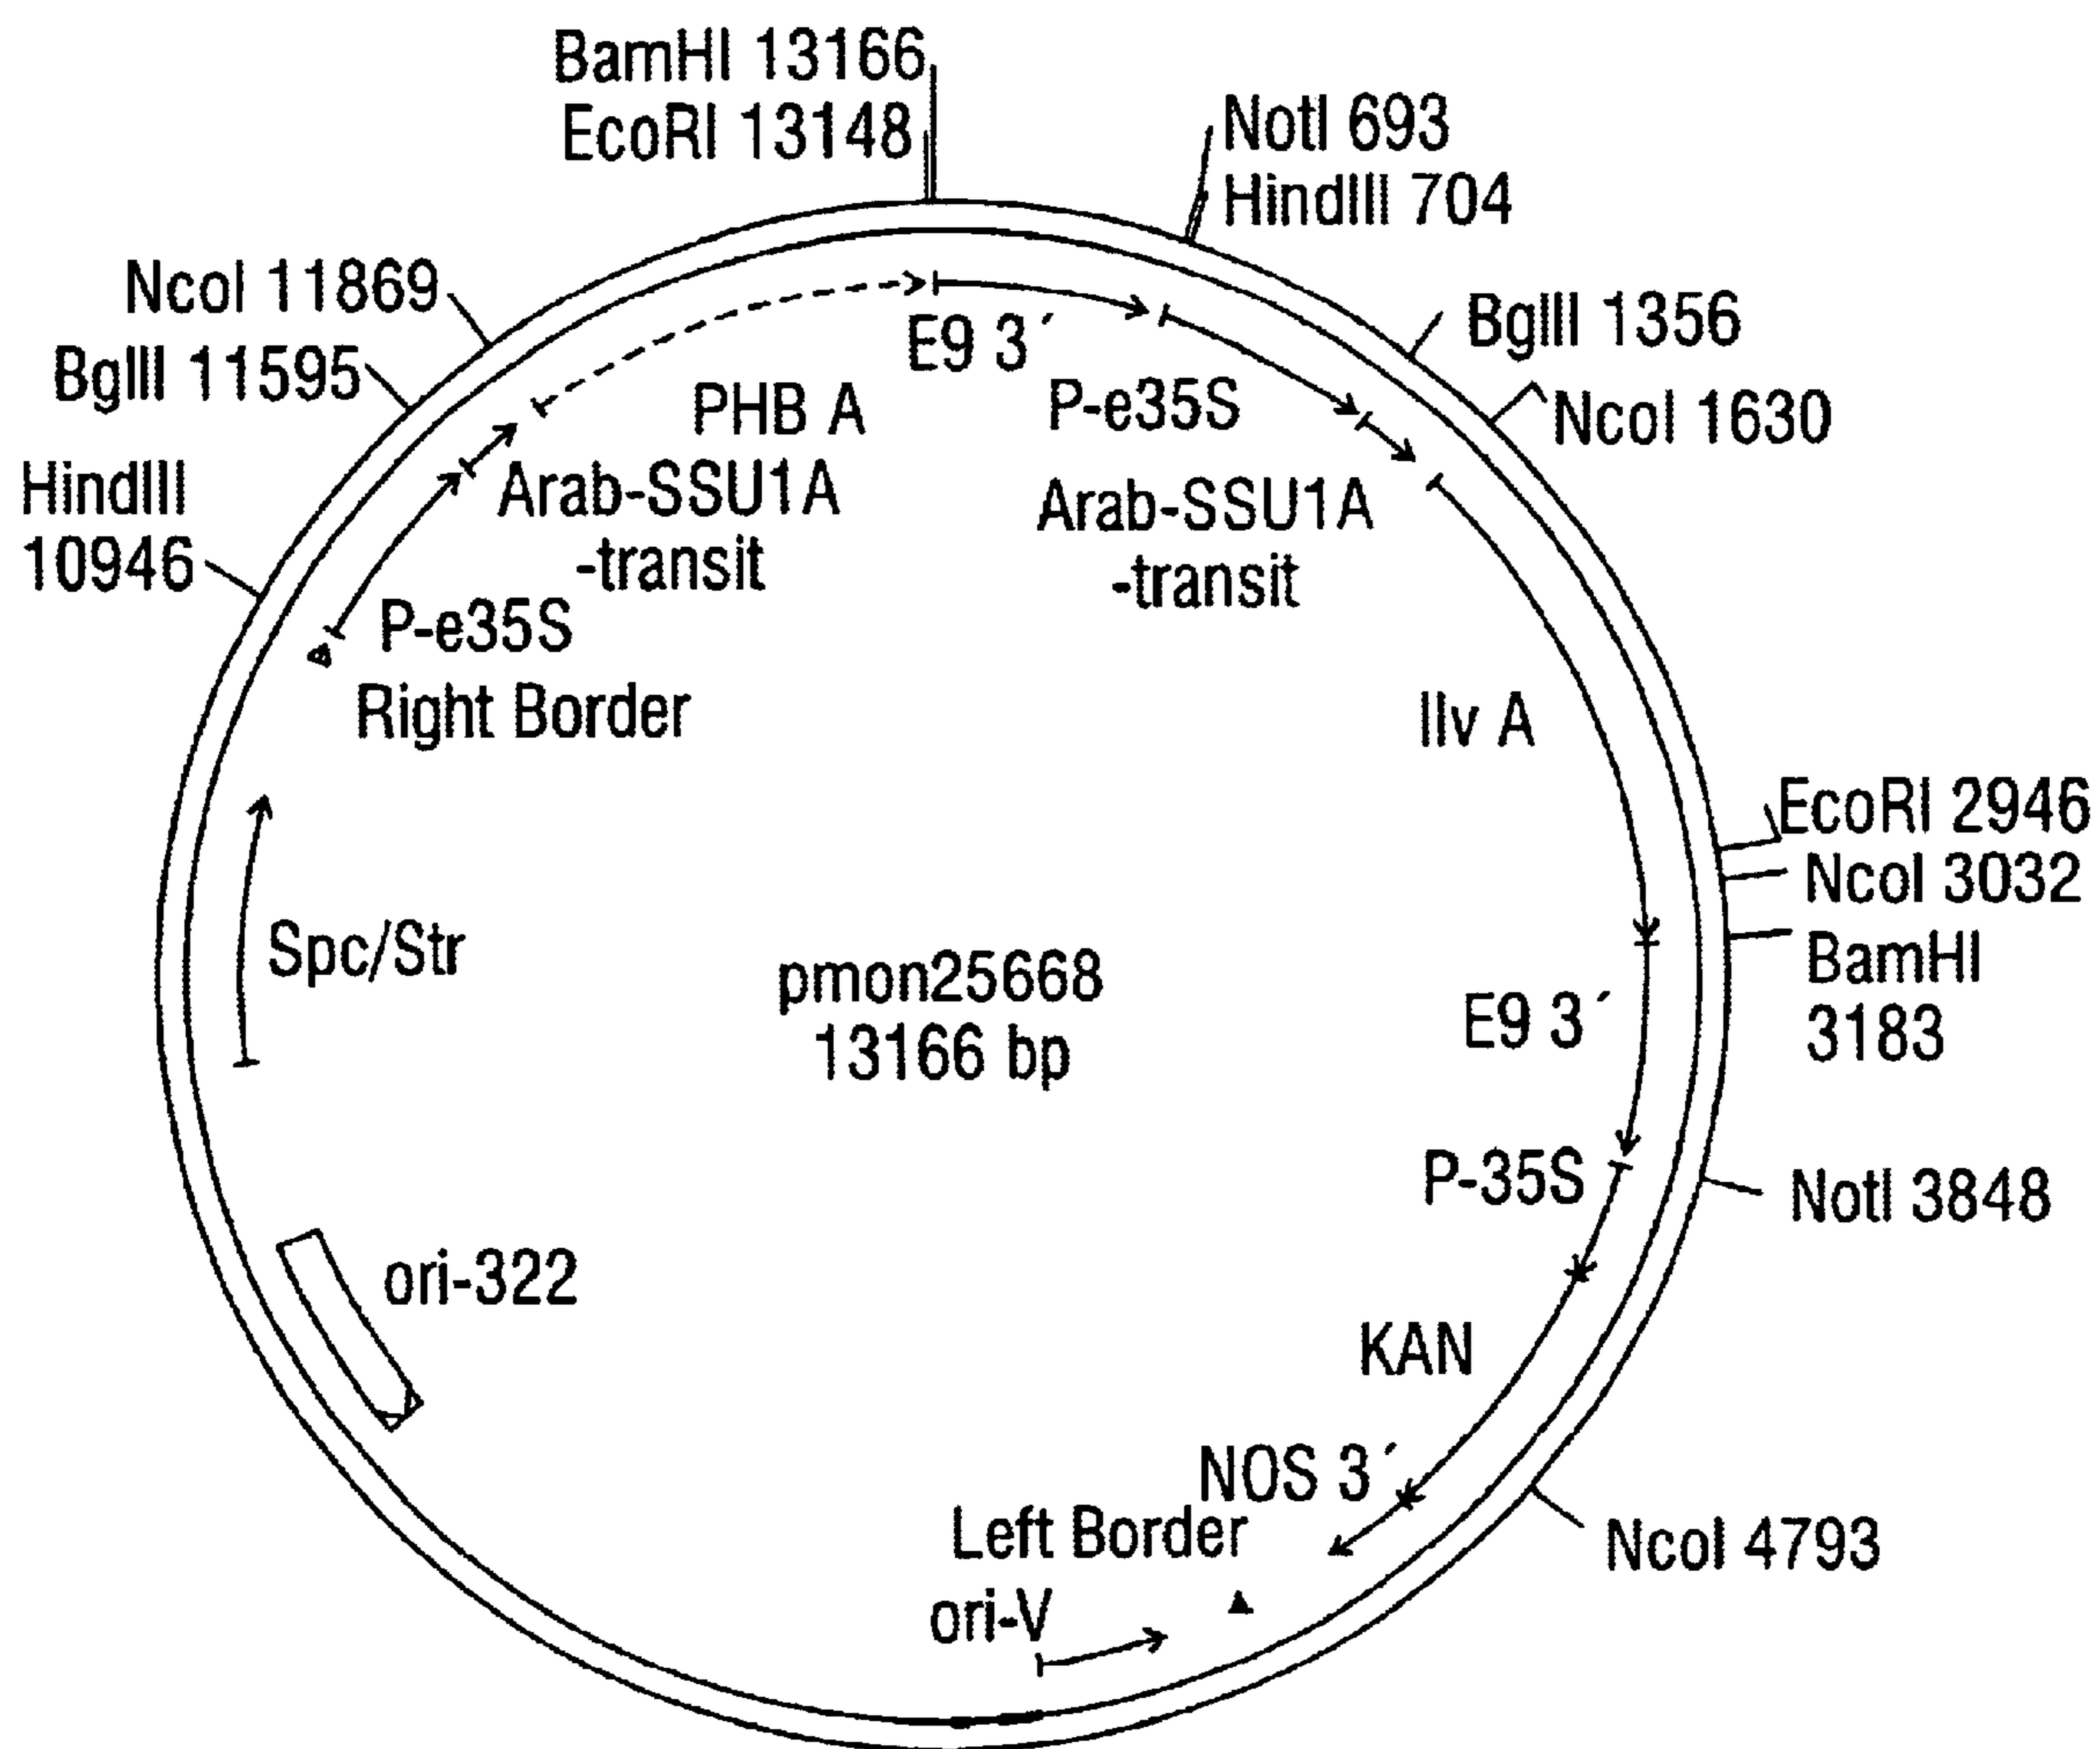 BamHI 13166
EcoRI 13148
NotI 693
HindIII 704
NcoI 11869
BglII 11595
BglII 1356
NcoI 1630
HindIII
10946
E9 3´
PHB A
P-e35S
Arab-SSU1A
-transit
Arab-SSU1A
-transit
P-e35S
Right Border
Ilv A
EcoRI 2946
NcoI 3032
BamHI
3183
Spc/Str
pmon25668
13166 bp
E9 3´
P-35S
NotI 3848
ori-322
KAN
NOS 3´
Left Border
NcoI 4793
ori-V